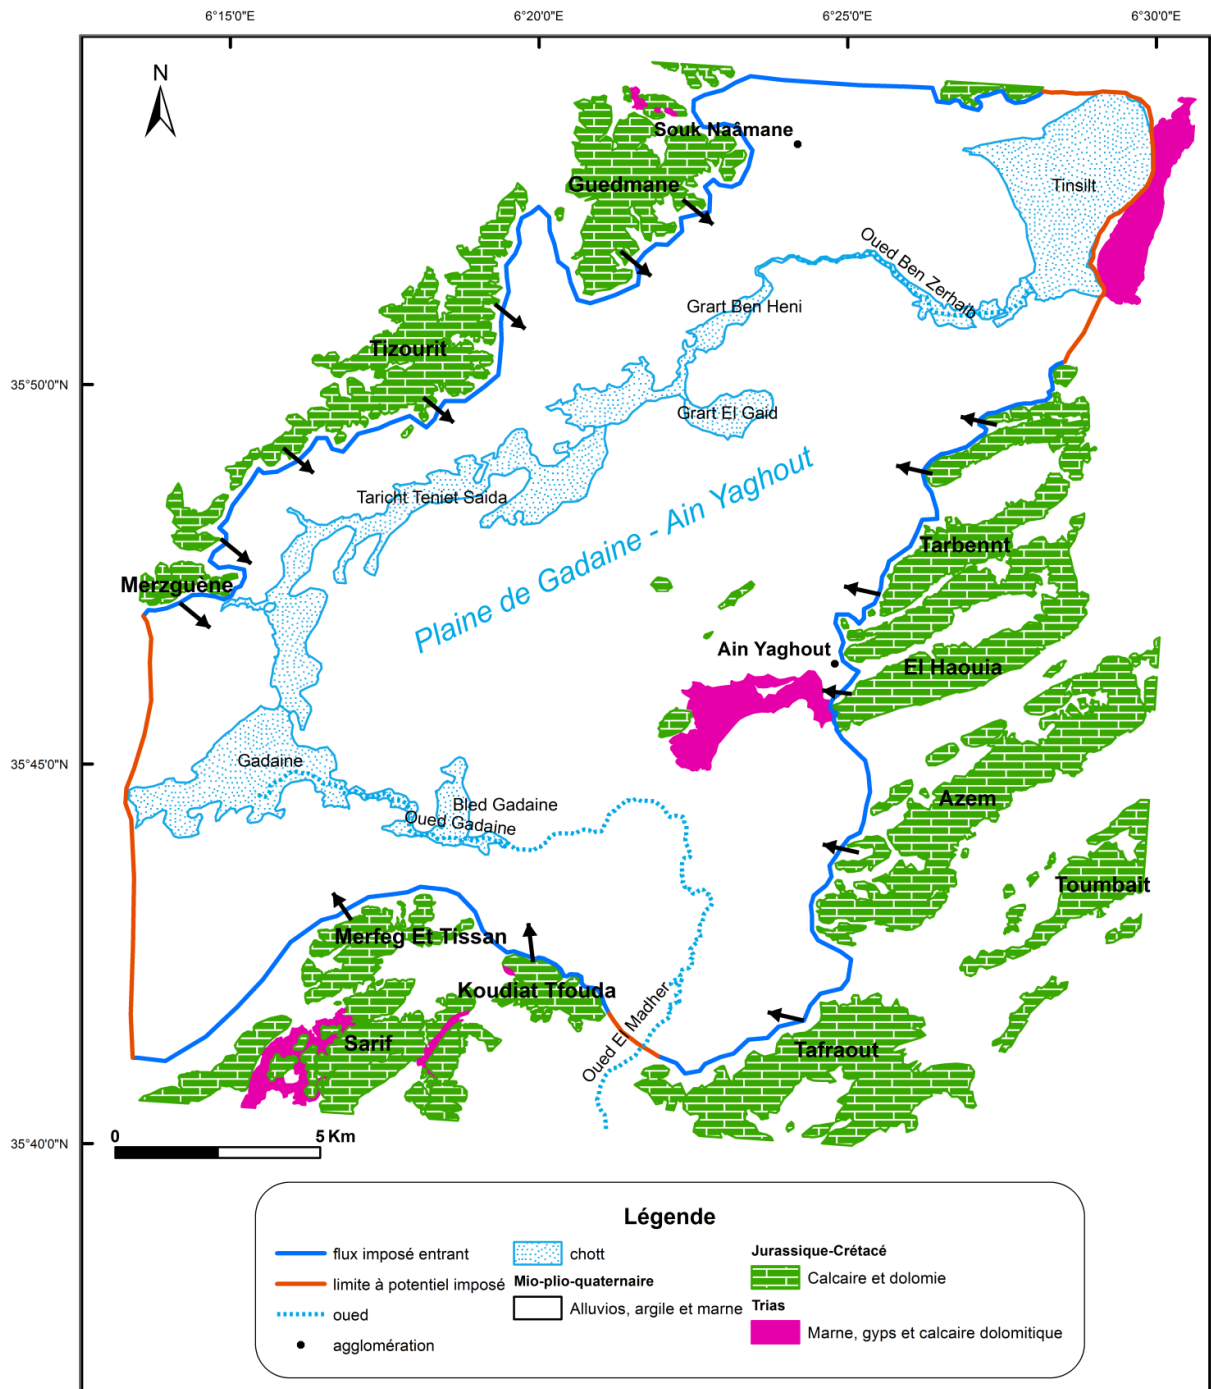 6°15'0"E
6°20'0"E
6°25'0"E
6°30'0"E
N
Souk Naâmane
Guedmane
Tinsilt
Oued Ben Zerhaib
Grart Ben Heni
Tizourit
35°50'0"N
Grart El Gaid
Taricht Teniet Saida
Plaine de Gadaine - Ain Yaghout
Tarbennt
Merzguène
Ain Yaghout
El Haouia
35°45'0"N
Gadaine
Bled Gadaine
Oued Gadaine
Azem
Toumbait
Merfeg Et Tissan
Koudiat Tfouda
Oued El Madher
Sarif
Tafraout
35°40'0"N
0 5 Km
Légende
flux imposé entrant
limite à potentiel imposé
oued
agglomération
chott
Mio-plio-quaternaire
Alluvios, argile et marne
Jurassique-Crétacé
Calcaire et dolomie
Trias
Marne, gyps et calcaire dolomitique